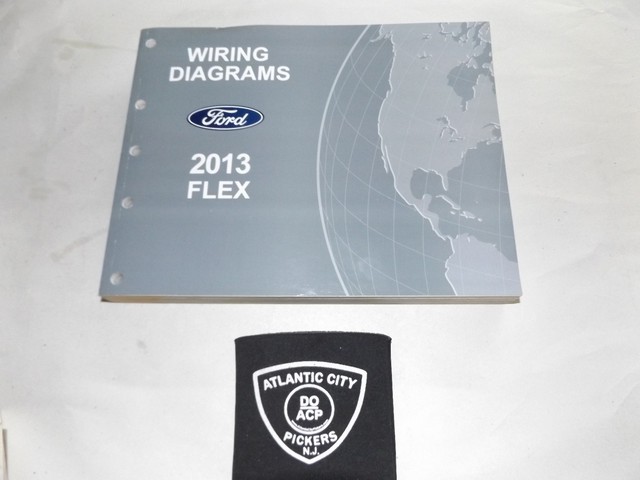 WIRING
DIAGRAMS
Ford
2013
FLEX
ATLANTIC CITY
DO
ACP
PICKERS
N.J.